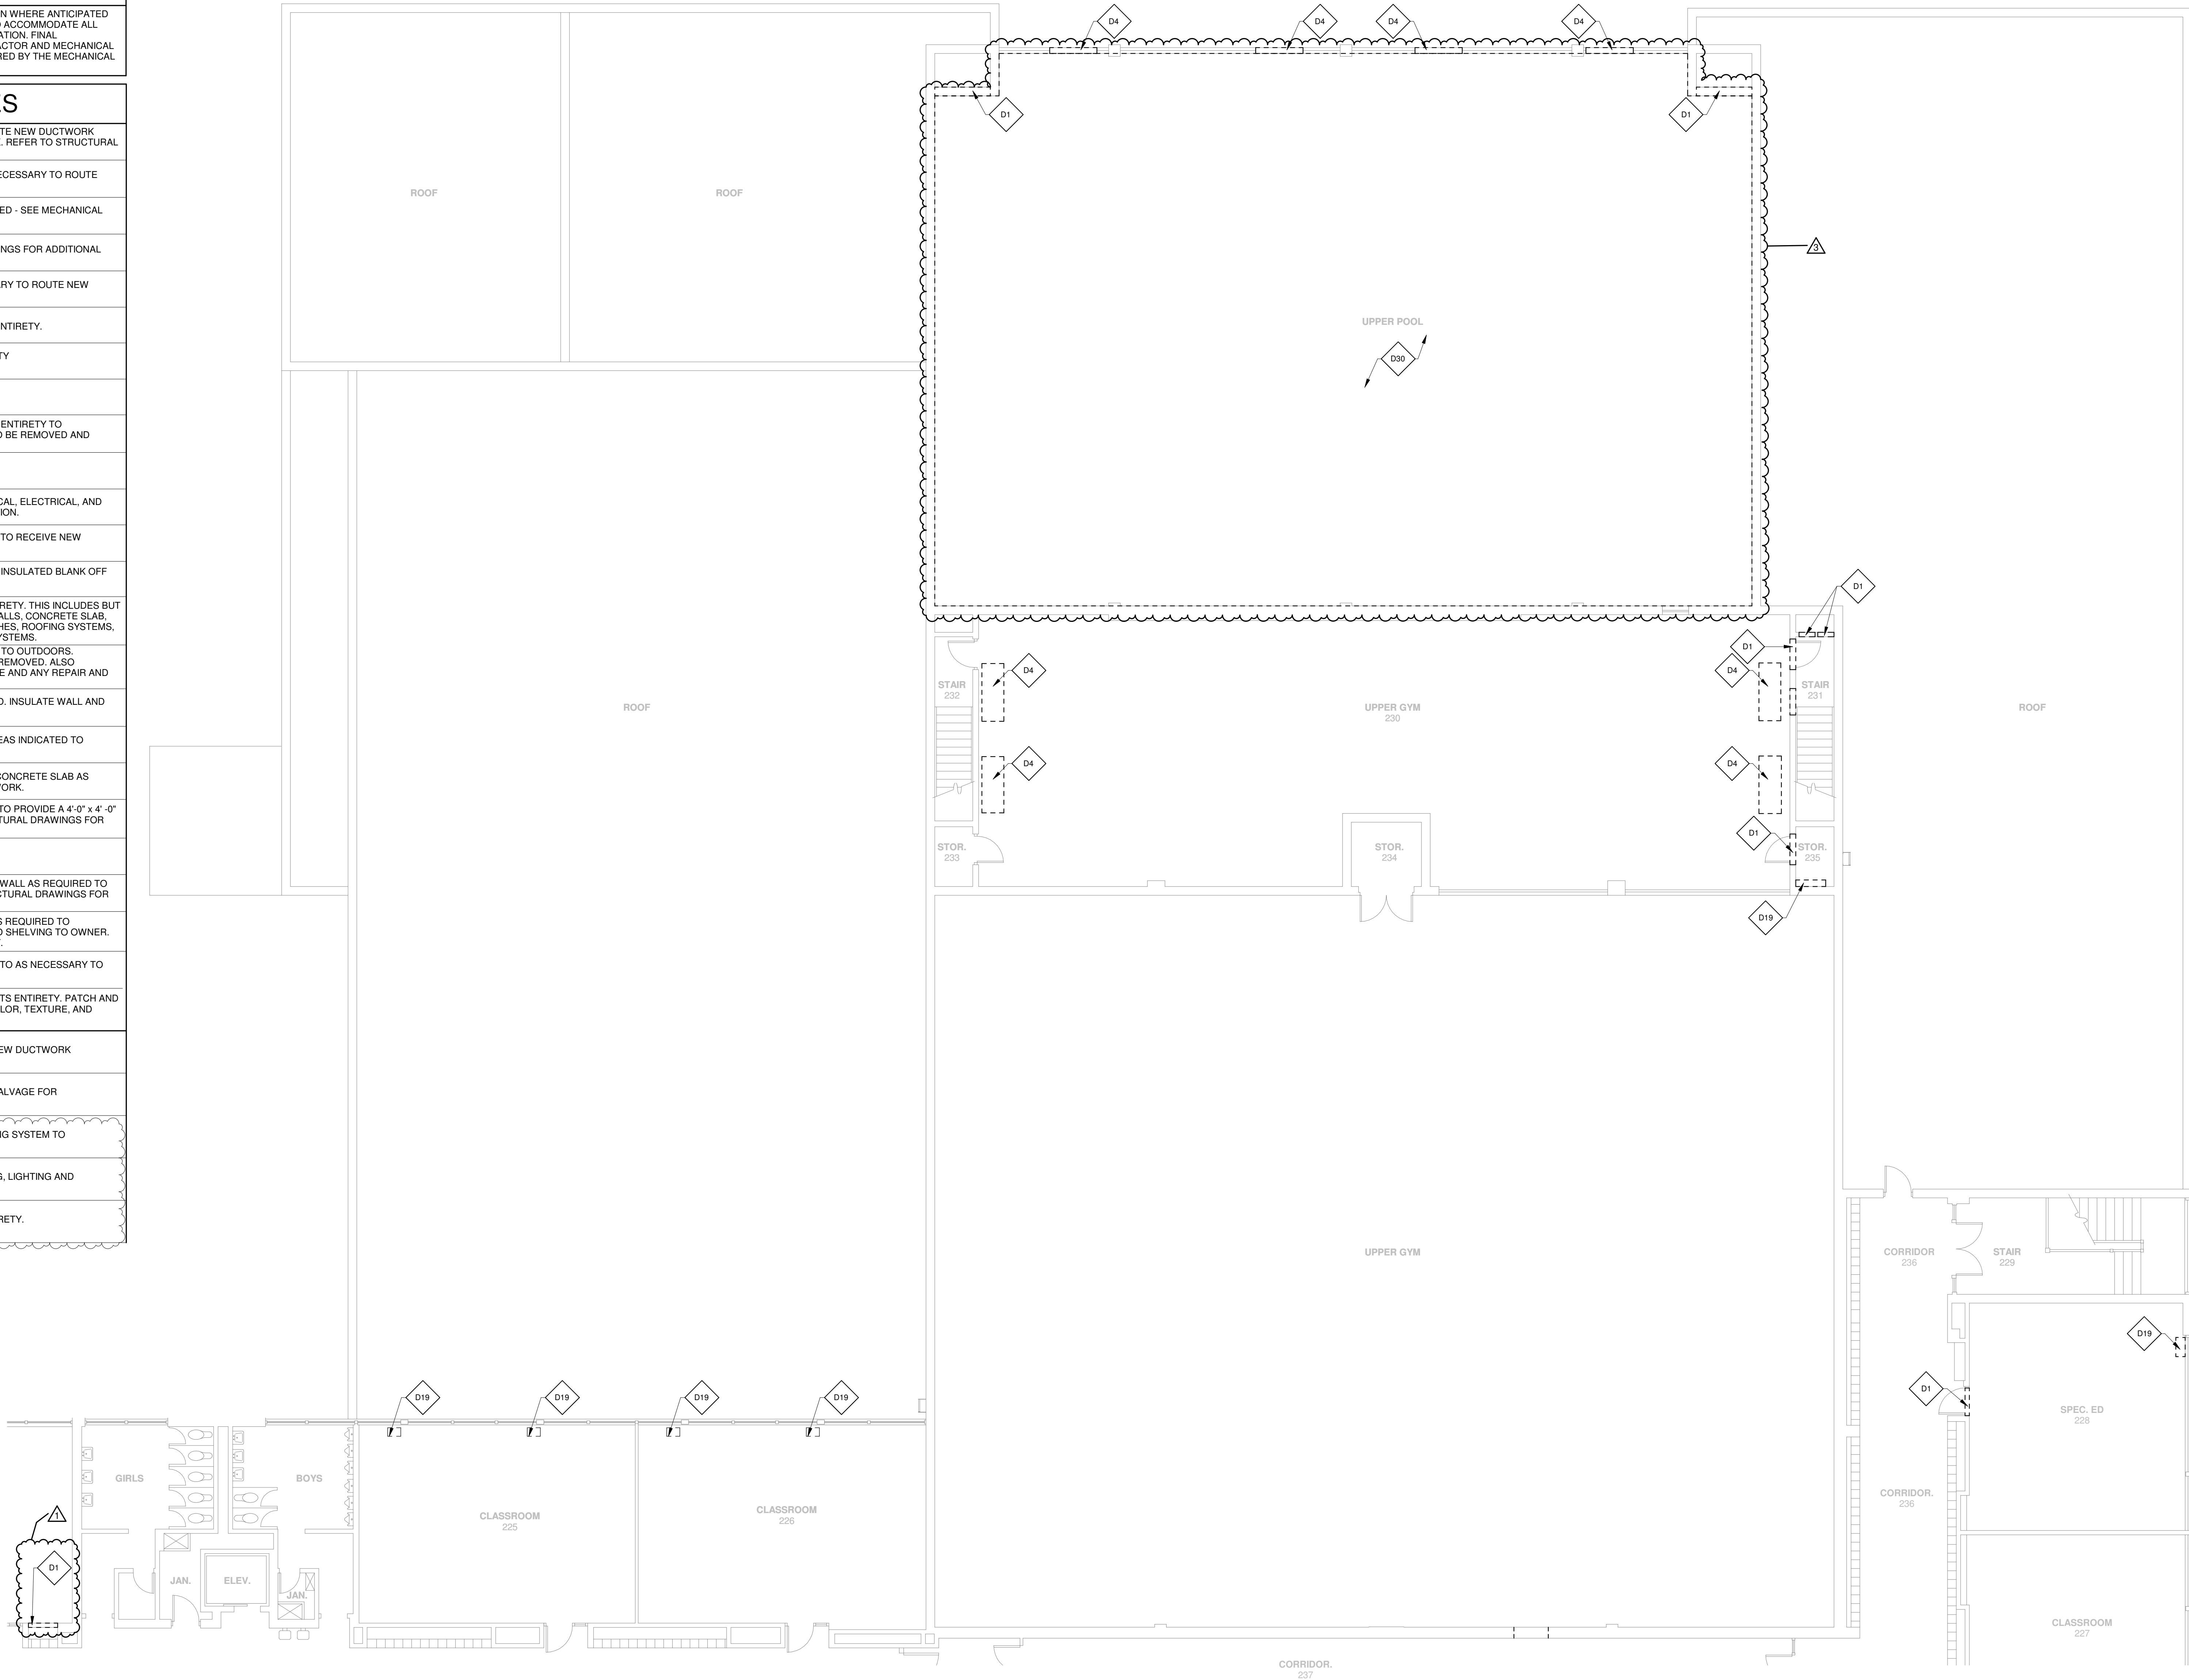 N WHERE ANTICIPATED
ACCOMMODATE ALL
ATION. FINAL
ACTOR AND MECHANICAL
RED BY THE MECHANICAL
ES
TE NEW DUCTWORK
. REFER TO STRUCTURAL
ECESSARY TO ROUTE
ED - SEE MECHANICAL
NGS FOR ADDITIONAL
ARY TO ROUTE NEW
NTIRETY.
TY
ENTIRETY TO
O BE REMOVED AND
CAL, ELECTRICAL, AND
ION.
TO RECEIVE NEW
INSULATED BLANK OFF
RETY. THIS INCLUDES BUT
ALLS, CONCRETE SLAB,
HES, ROOFING SYSTEMS,
YSTEMS.
TO OUTDOORS.
REMOVED. ALSO
E AND ANY REPAIR AND
D. INSULATE WALL AND
EAS INDICATED TO
CONCRETE SLAB AS
WORK.
TO PROVIDE A 4'-0" x 4' -0"
TURAL DRAWINGS FOR
WALL AS REQUIRED TO
CTURAL DRAWINGS FOR
S REQUIRED TO
D SHELVING TO OWNER.
TO AS NECESSARY TO
TS ENTIRETY. PATCH AND
LOR, TEXTURE, AND
EW DUCTWORK
ALVAGE FOR
NG SYSTEM TO
G, LIGHTING AND
RETY.
D4
D4
D4
D4
D1
D1
ROOF
ROOF
3
UPPER POOL
D30
D1
D1
D4
D4
STAIR
232
STAIR
231
ROOF
UPPER GYM
230
ROOF
D4
D4
D1
STOR.
233
STOR.
234
STOR.
235
D19
UPPER GYM
CORRIDOR
236
STAIR
229
D19
D1
SPEC. ED
228
D19
D19
D19
D19
GIRLS
BOYS
CLASSROOM
225
CLASSROOM
226
CORRIDOR.
236
1
D1
JAN.
ELEV.
JAN.
CLASSROOM
227
CORRIDOR.
237